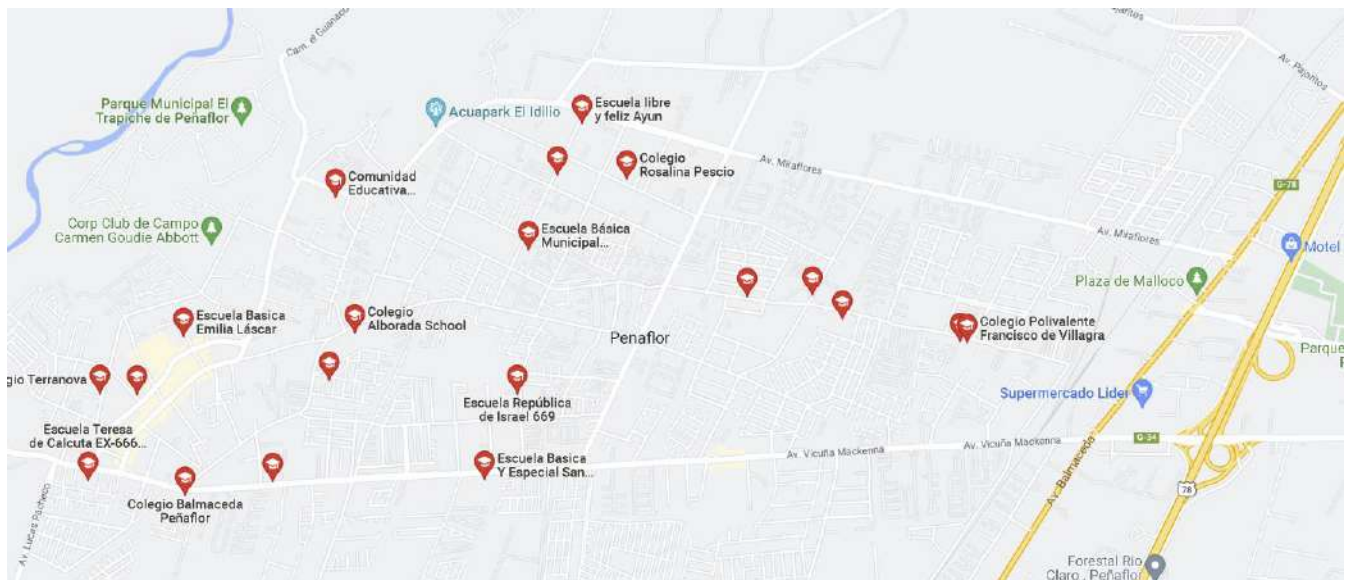 Pajaritos
Av. Pajaritos
Cam. el Guanaco
Parque Municipal El
Trapiche de Peñaflor
Acuapark El Idilio
Escuela libre
y feliz Ayun
Colegio
Rosalina Pescio
Av. Miraflores
G-78
Comunidad
Educativa...
Corp Club de Campo
Carmen Goudie Abbott
Escuela Básica
Municipal...
Av. Miraflores
Motel
Plaza de Malloco
Escuela Basica
Emilia Láscar
Colegio
Alborada School
Penaflor
Colegio Polivalente
Francisco de Villagra
Parque
gio Terranova
Escuela República
de Israel 669
Supermercado Lider
Escuela Teresa
de Calcuta EX-666...
Av. Vicuña Mackenna
G-34
Av. Vicuña Mackenna
Escuela Basica
Y Especial San...
Av. Balmaceda
78
Colegio Balmaceda
Peñaflor
Av. Lucas Pacheco
Forestal Rio
Claro , Peñaflor